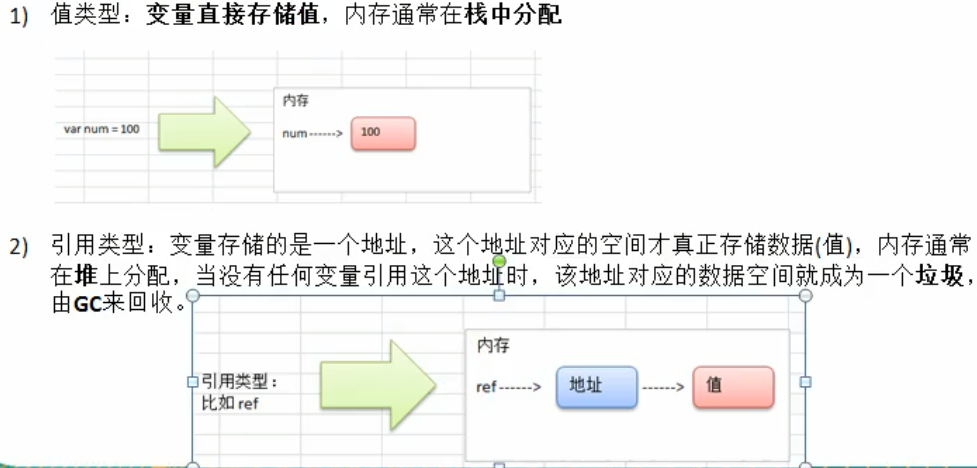 1) 值类型：变量直接存储值，内存通常在栈中分配
内存
var num = 100
num ------>
100
2) 引用类型：变量存储的是一个地址，这个地址对应的空间才真正存储数据(值)，内存通常
在堆上分配，当没有任何变量引用这个地址时，该地址对应的数据空间就成为一个垃圾，
由GC来回收。
内存
引用类型：
比如 ref
ref ------>
地址
------>
值